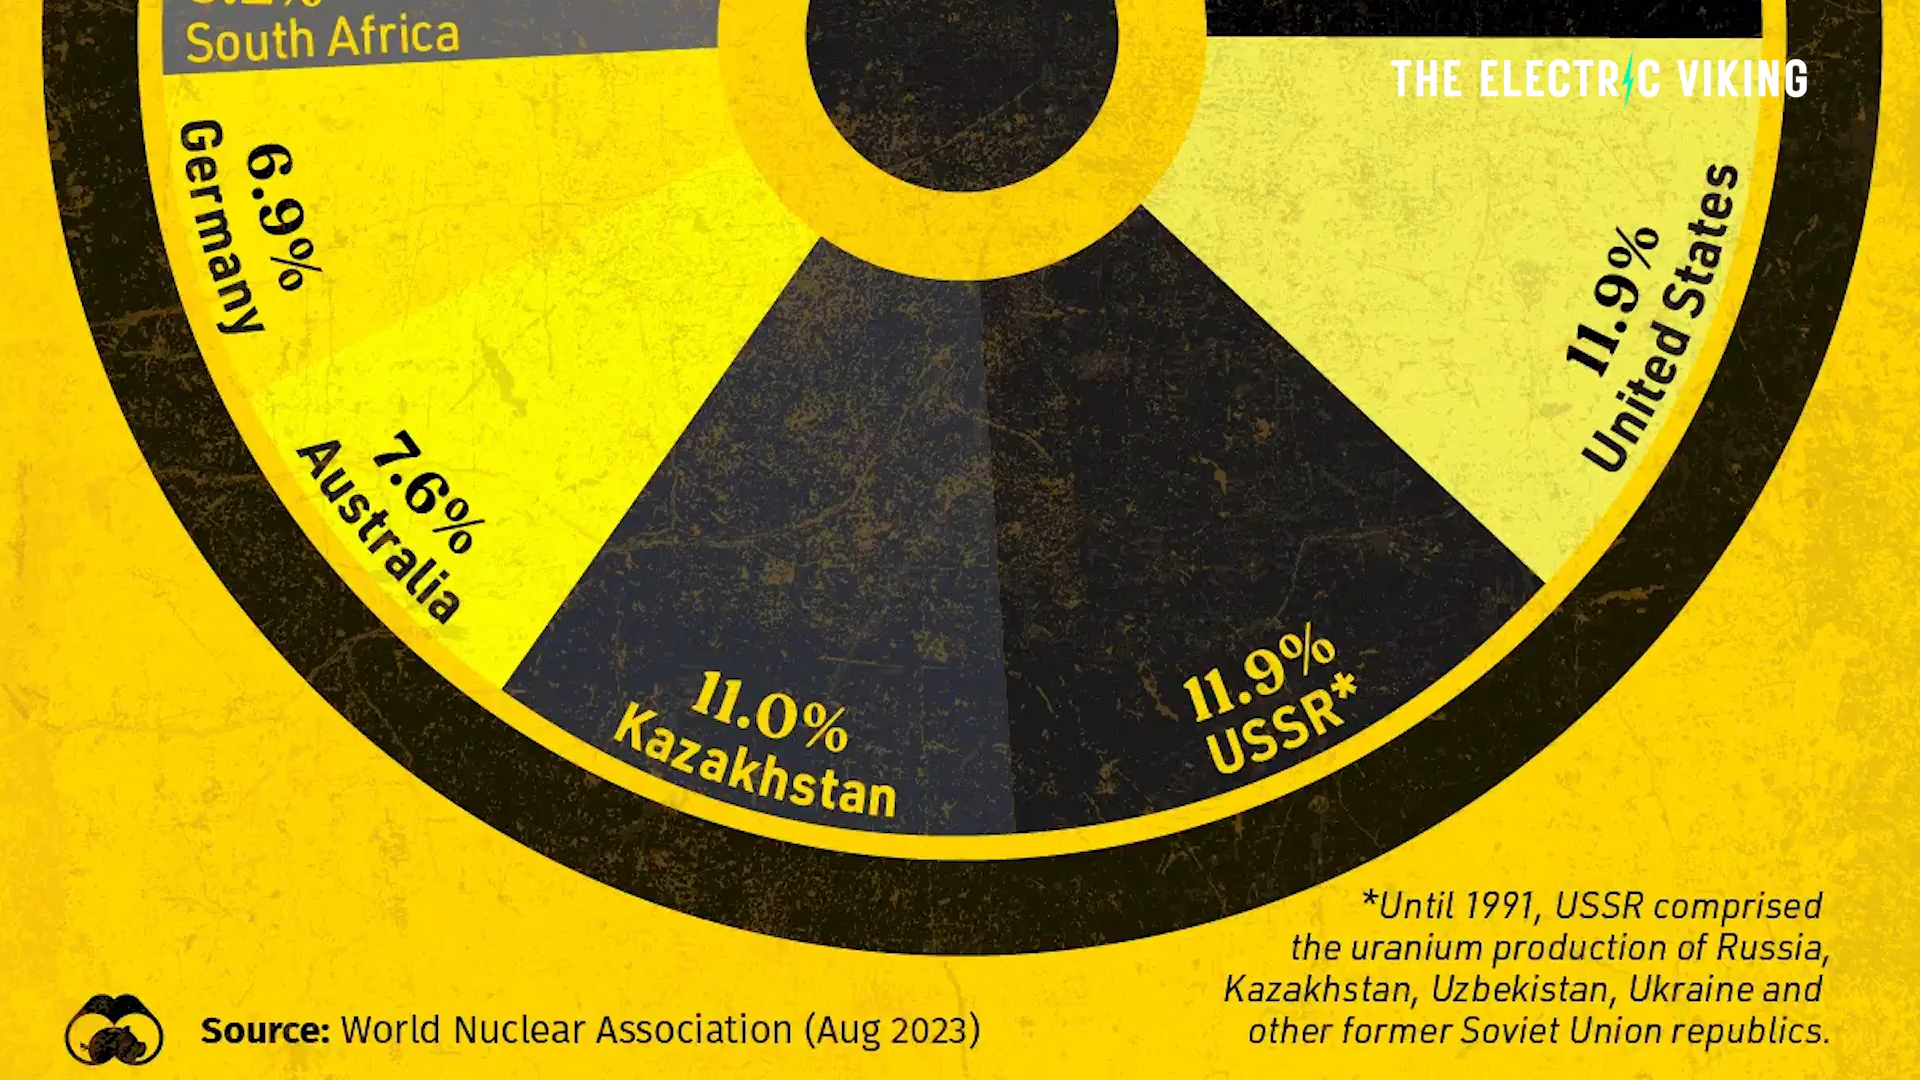 South Africa
THE ELECTRIC VIKING
6.9%
Germany
7.6%
Australia
11.0%
Kazakhstan
11.9%
USSR*
11.9%
United States
*Until 1991, USSR comprised
the uranium production of Russia,
Kazakhstan, Uzbekistan, Ukraine and
other former Soviet Union republics.
Source: World Nuclear Association (Aug 2023)